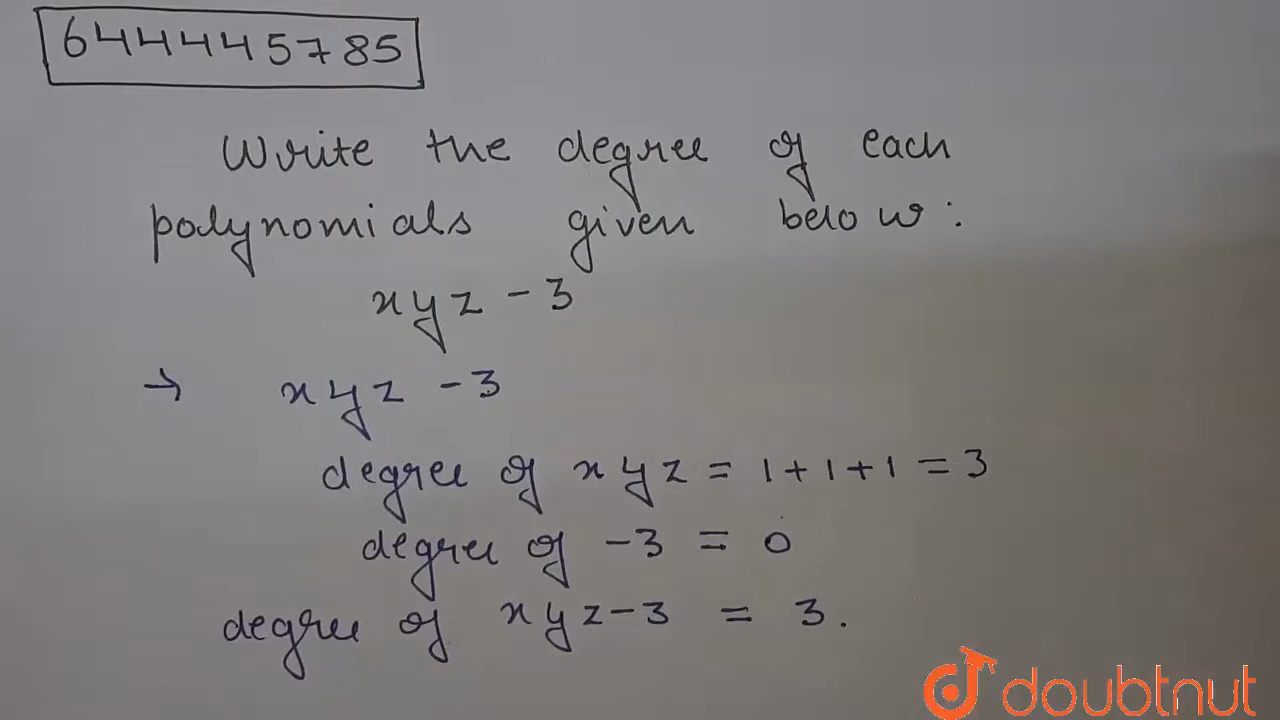 644445785
Write the degree of each
polynomials given below:
xyz - 3
→ xyz - 3
degree of xyz = 1 + 1 + 1 = 3
degree of -3 = 0
degree of xyz - 3 = 3.
doubtnut